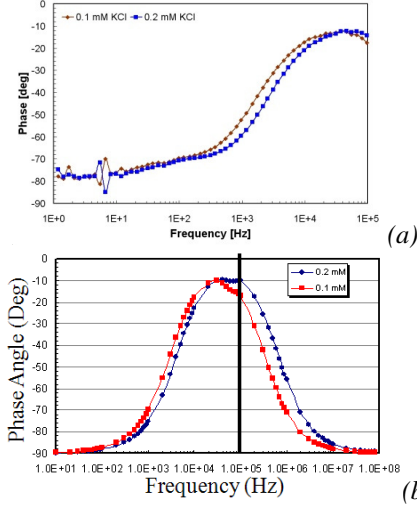 0
0.1 mM KCl 0.2 mM KCl
-10
-20
-30
-40
-50
-60
-70
-80
-90
Phase [deg]
1E+0 1E+1 1E+2 1E+3 1E+4 1E+5
Frequency [Hz]
(a)
0
0.2 mM
0.1 mM
-10
-20
-30
-40
-50
-60
-70
-80
-90
Phase Angle (Deg)
1.0E+01 1.0E+02 1.0E+03 1.0E+04 1.0E+05 1.0E+06 1.0E+07 1.0E+08
Frequency (Hz)
(b